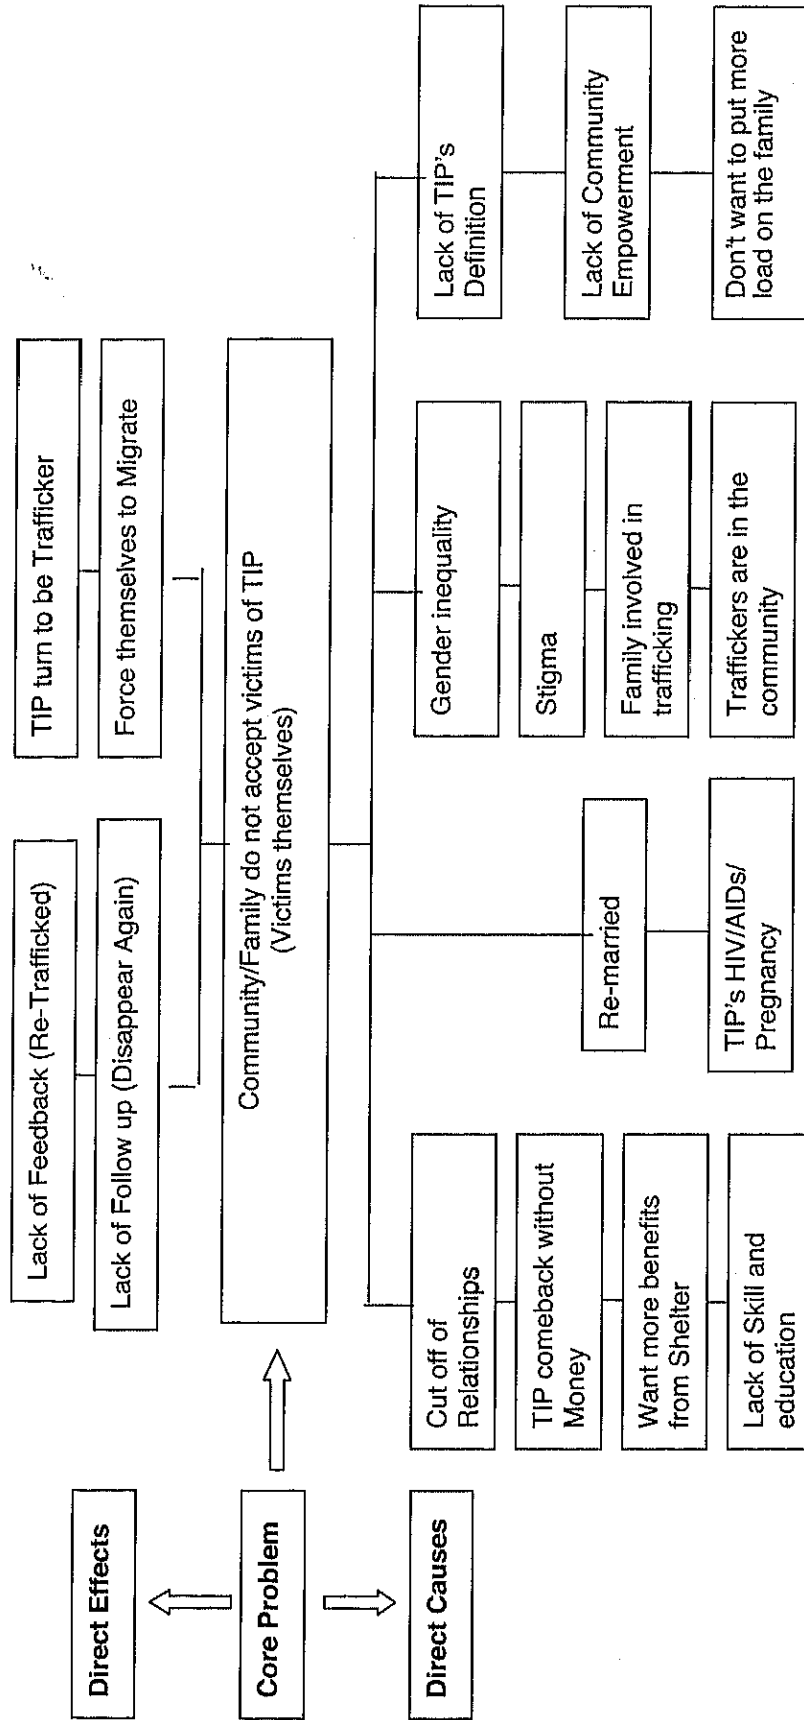 Direct Effects
Lack of Feedback (Re-Trafficked)
Lack of Follow up (Disappear Again)
TIP turn to be Trafficker
Force themselves to Migrate
Core Problem
Community/Family do not accept victims of TIP
(Victims themselves)
Direct Causes
Cut off of
Relationships
TIP comeback without
Money
Want more benefits
from Shelter
Lack of Skill and
education
Re-married
TIP's HIV/AIDs/
Pregnancy
Gender inequality
Stigma
Family involved in
trafficking
Traffickers are in the
community
Lack of TIP's
Definition
Lack of Community
Empowerment
Don't want to put more
load on the family